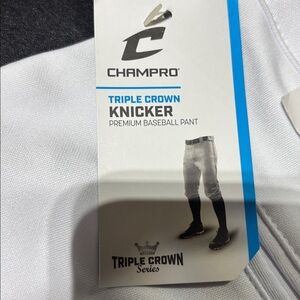 CHAMPRO
TRIPLE CROWN
KNICKER
PREMIUM BASEBALL PANT
TRIPLE CROWN
Series